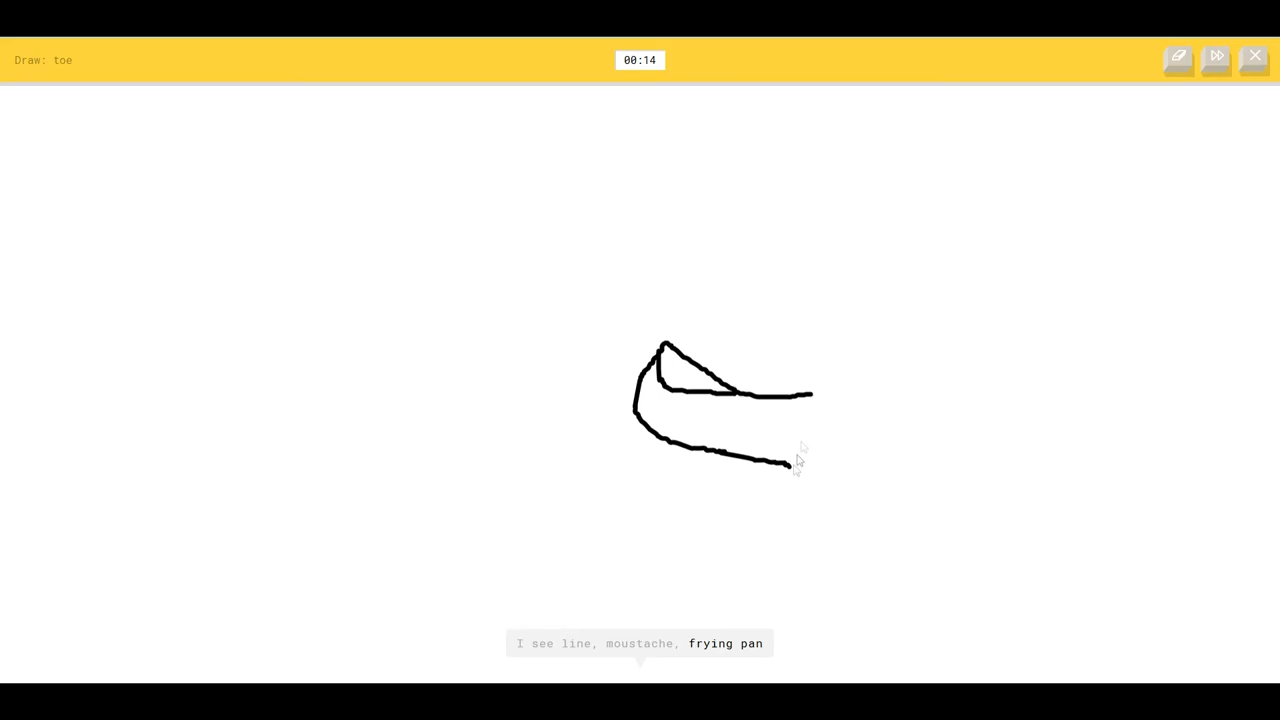 Draw: toe
00:14
I see line, moustache, frying pan